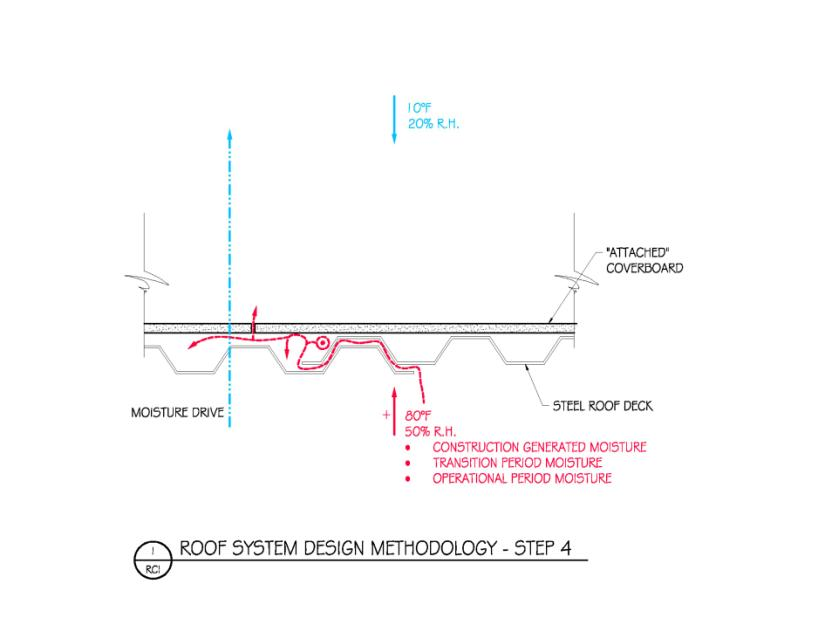 10°F
20% R.H.
"ATTACHED"
COVERBOARD
MOISTURE DRIVE
STEEL ROOF DECK
+
80°F
50% R.H.
• CONSTRUCTION GENERATED MOISTURE
• TRANSITION PERIOD MOISTURE
• OPERATIONAL PERIOD MOISTURE
1
RCI
ROOF SYSTEM DESIGN METHODOLOGY - STEP 4